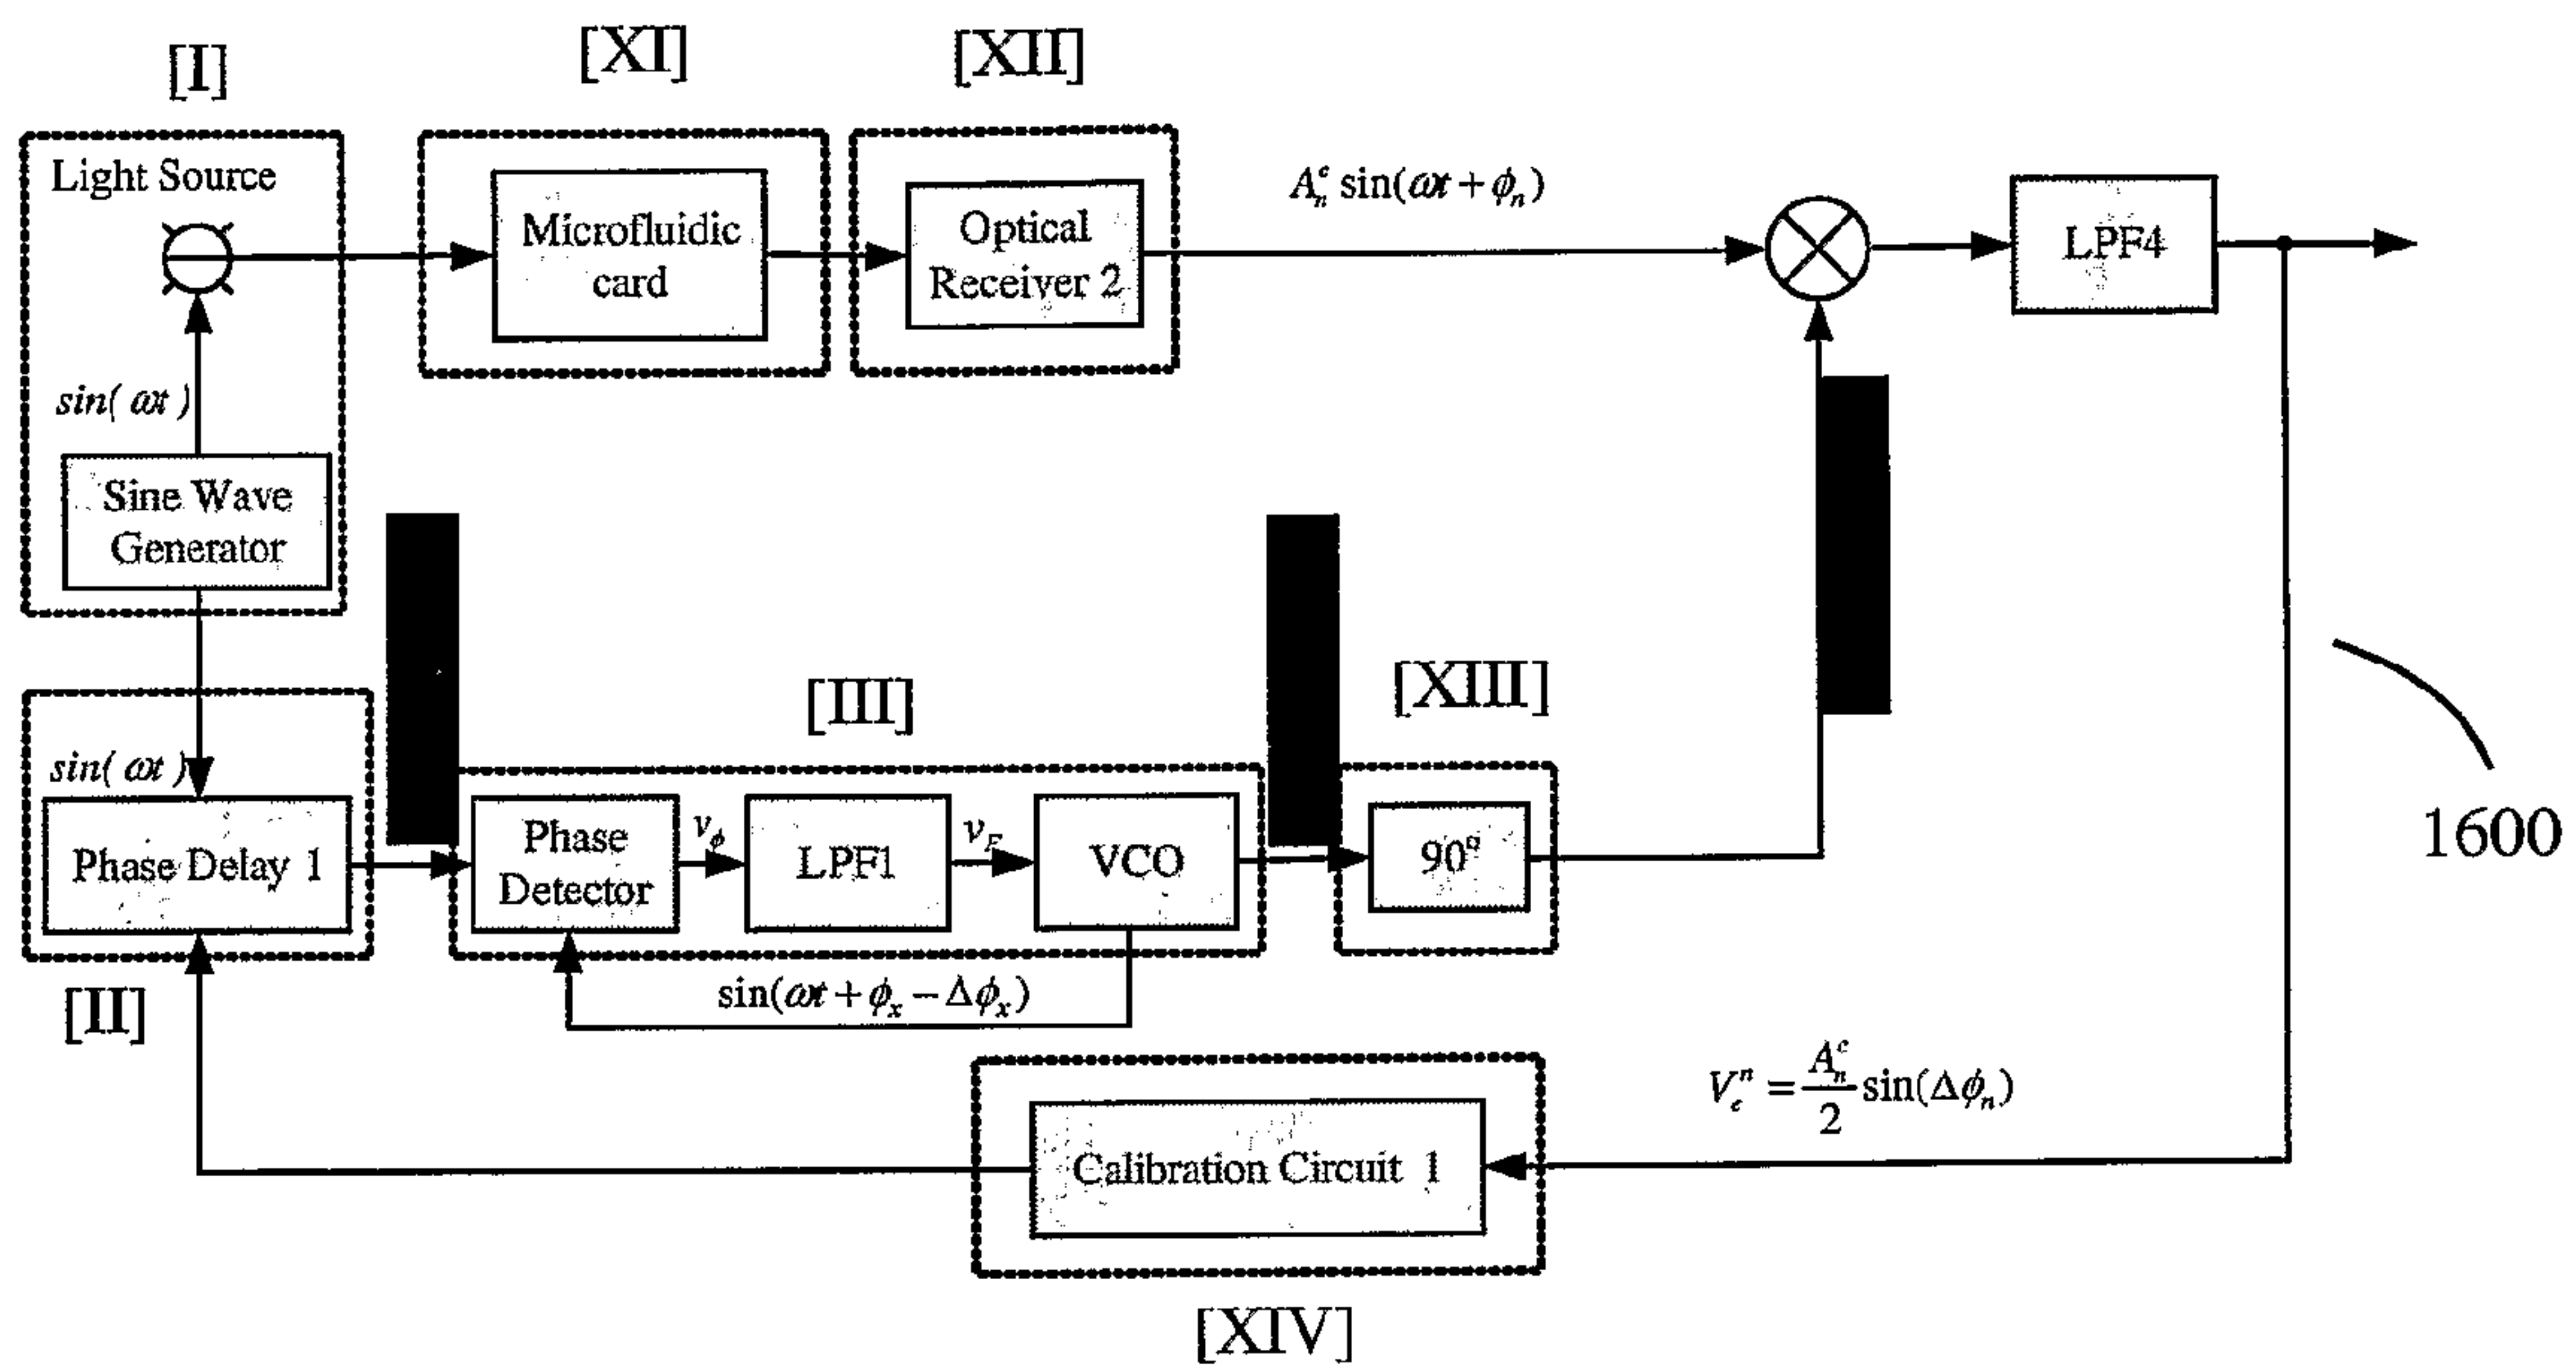 [I]
[XI]
[XII]
Light Source
Microfluidic
card
Optical
Receiver 2
A_n^c sin(ωt + ϕ_n)
LPF4
sin( ωt )
Sine Wave
Generator
[III]
[XIII]
sin( ωt )
Phase Delay 1
Phase
Detector
v_ϕ
LPF1
v_F
VCO
90°
1600
[II]
sin(ωt + ϕ_x − Δϕ_x)
V_c^n = A_n^c/2 sin(Δϕ_n)
Calibration Circuit 1
[XIV]